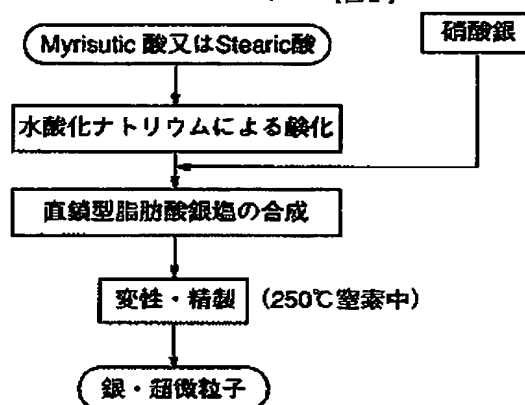 Myrisutic 酸又はStearic酸
硝酸銀
水酸化ナトリウムによる鹸化
直鎖型脂肪酸銀塩の合成
変性・精製 (250℃窒素中)
銀・超微粒子